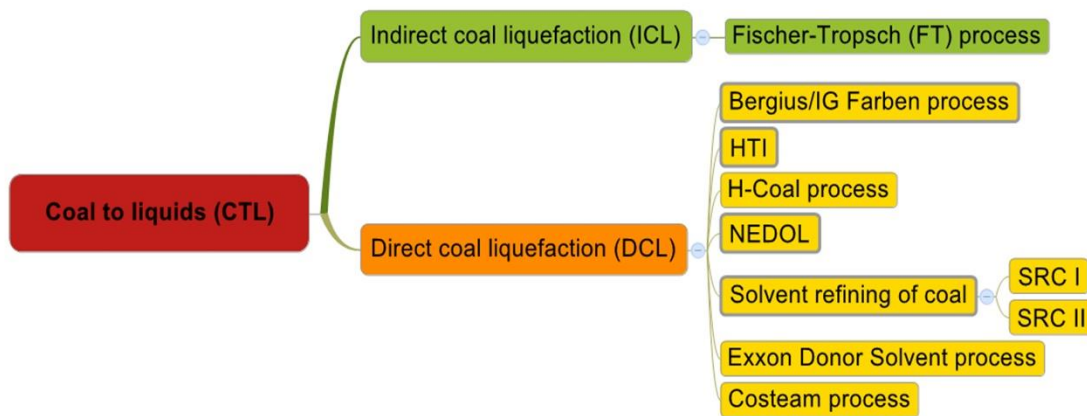 Coal to liquids (CTL)
Indirect coal liquefaction (ICL)
Fischer-Tropsch (FT) process
Direct coal liquefaction (DCL)
Bergius/IG Farben process
HTI
H-Coal process
NEDOL
Solvent refining of coal
SRC I
SRC II
Exxon Donor Solvent process
Costeam process